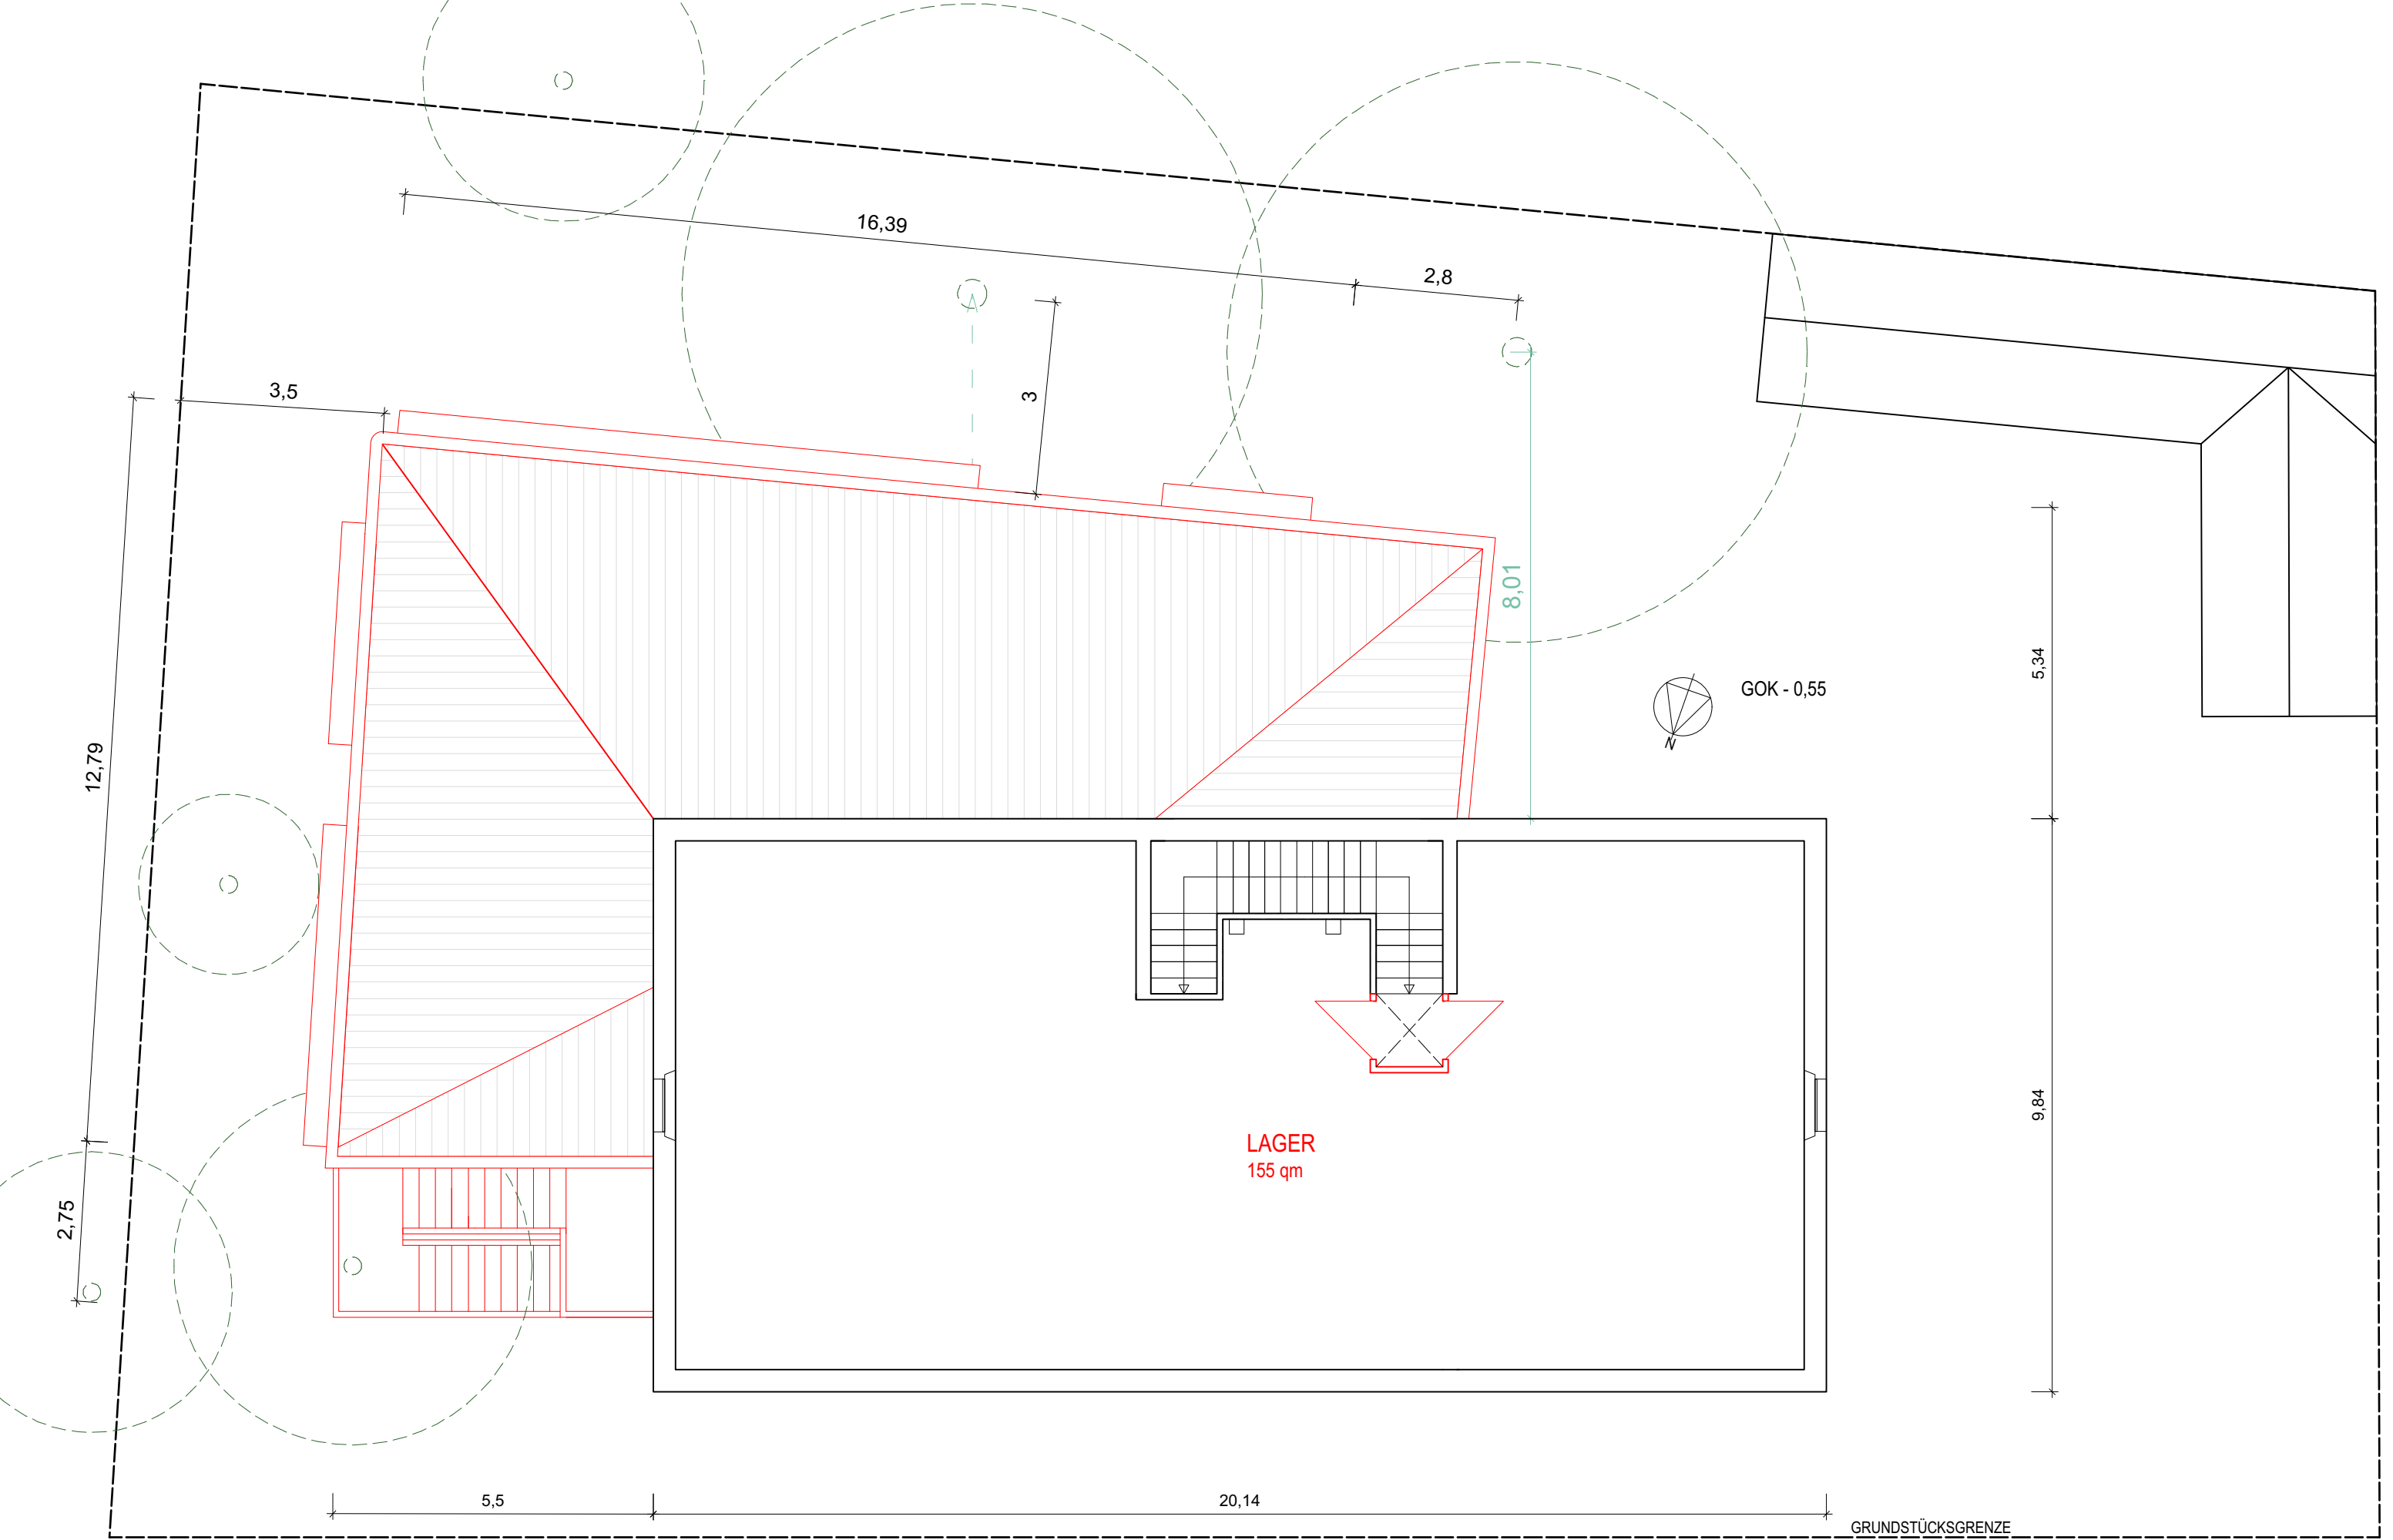 16,39
2,8
3,5
3
8,01
5,34
GOK - 0,55
N
12,79
9,84
LAGER
155 qm
2,75
5,5
20,14
GRUNDSTÜCKSGRENZE